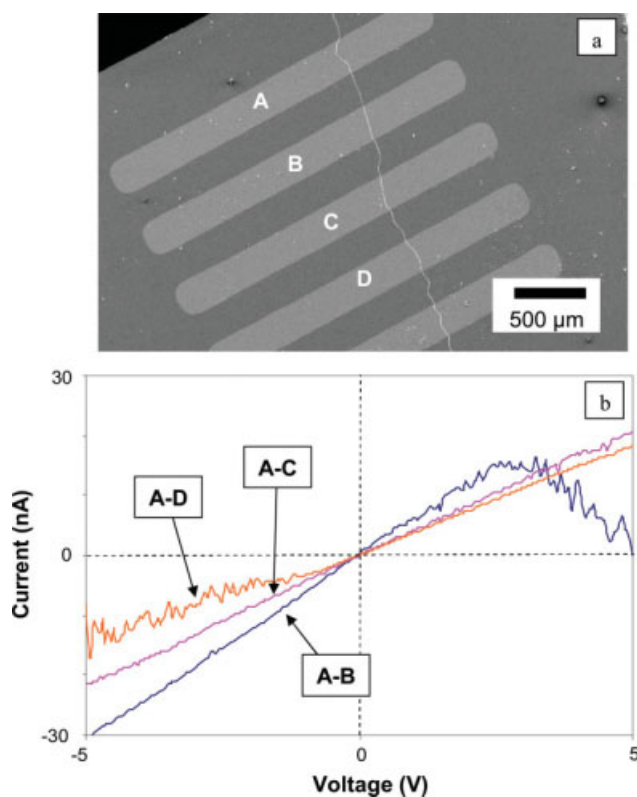 a
A
B
C
D
500 µm
b
30
A-C
A-D
Current (nA)
0
A-B
-30
-5
0
5
Voltage (V)